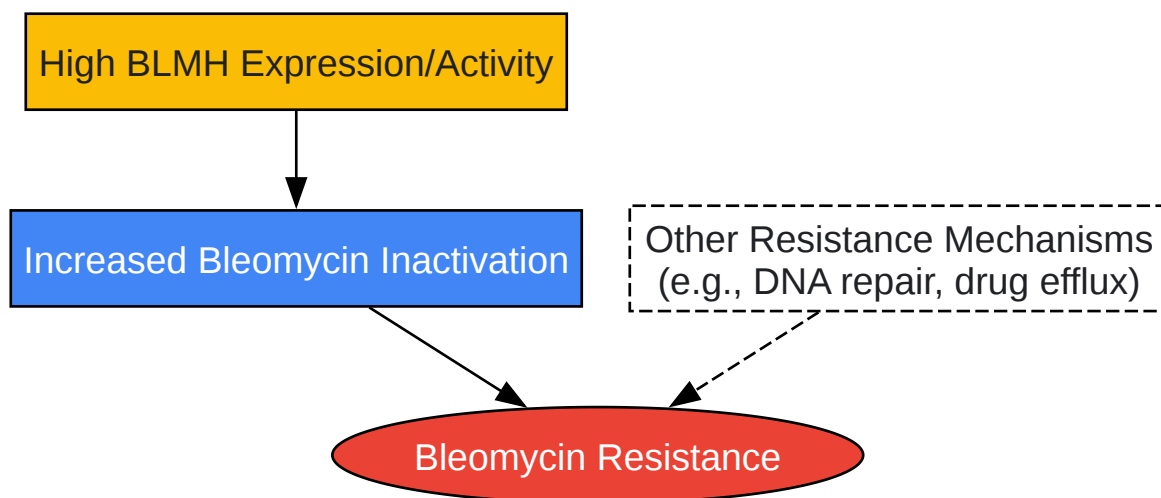 High BLMH Expression/Activity
Increased Bleomycin Inactivation
Other Resistance Mechanisms
(e.g., DNA repair, drug efflux)
Bleomycin Resistance